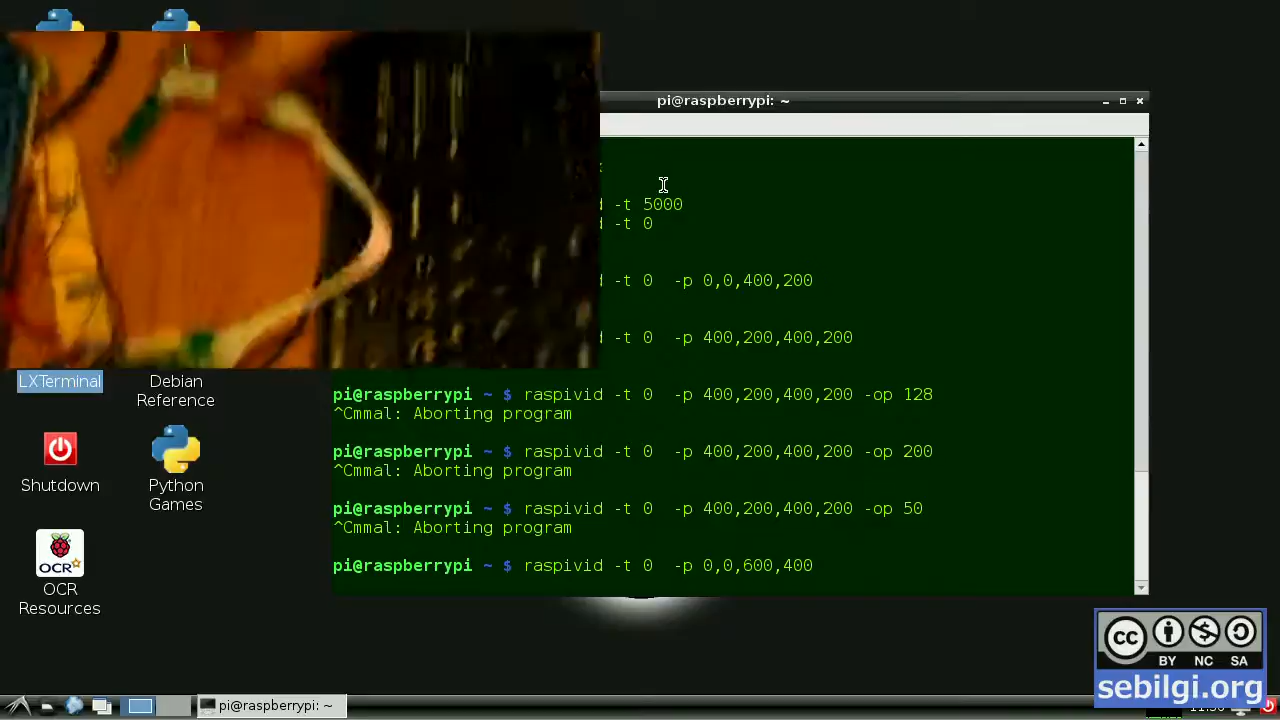 pi@raspberrypi: ~
-t 5000
-t 0
-t 0  -p 0,0,400,200
-t 0  -p 400,200,400,200
pi@raspberrypi ~ $ raspivid -t 0  -p 400,200,400,200 -op 128
^Cmmal: Aborting program
pi@raspberrypi ~ $ raspivid -t 0  -p 400,200,400,200 -op 200
^Cmmal: Aborting program
pi@raspberrypi ~ $ raspivid -t 0  -p 400,200,400,200 -op 50
^Cmmal: Aborting program
pi@raspberrypi ~ $ raspivid -t 0  -p 0,0,600,400
LXTerminal
Debian
Reference
Shutdown
Python
Games
OCR
OCR
Resources
cc
BY NC SA
sebilgi.org
pi@raspberrypi: ~